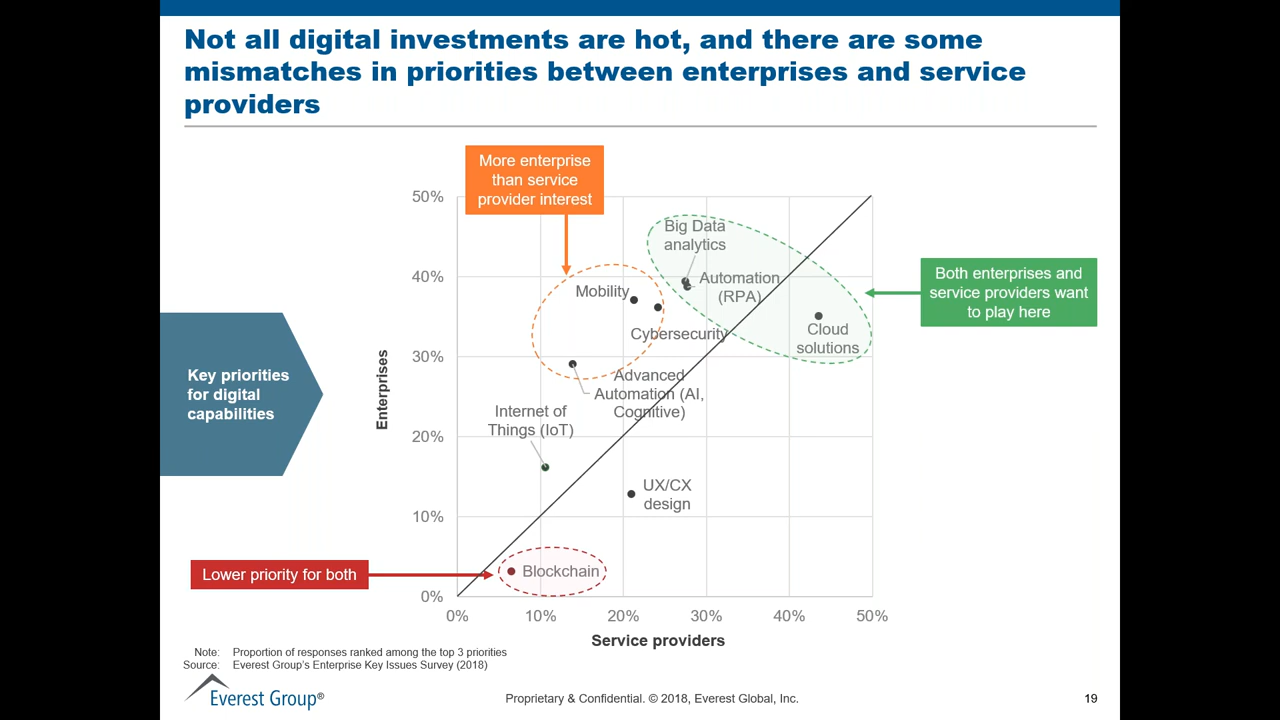 Not all digital investments are hot, and there are some
mismatches in priorities between enterprises and service
providers
More enterprise
than service
provider interest
50%
40%
30%
20%
10%
0%
Enterprises
Big Data
analytics
Automation
(RPA)
Mobility
Cybersecurity
Cloud
solutions
Advanced
Automation (AI,
Cognitive)
Internet of
Things (IoT)
UX/CX
design
Blockchain
Both enterprises and
service providers want
to play here
Key priorities
for digital
capabilities
Lower priority for both
0% 10% 20% 30% 40% 50%
Service providers
Note: Proportion of responses ranked among the top 3 priorities
Source: Everest Group's Enterprise Key Issues Survey (2018)
Everest Group®
Proprietary & Confidential. © 2018, Everest Global, Inc.
19